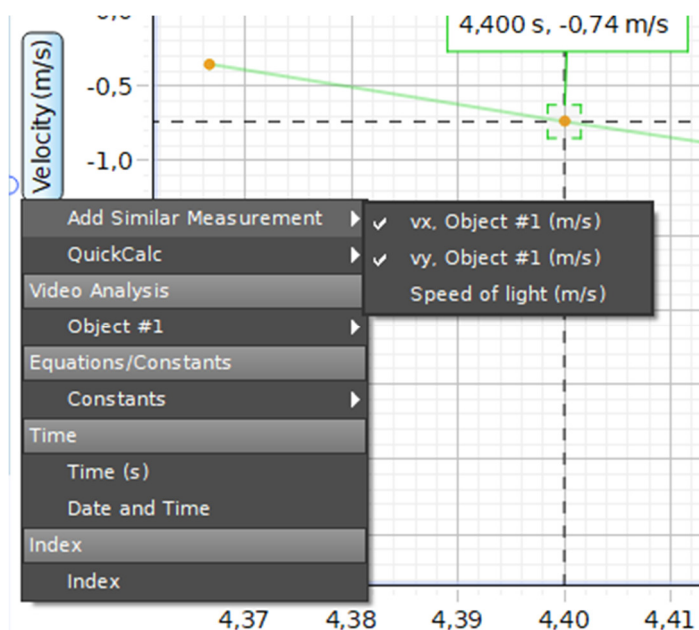 0,0
4,400 s, -0,74 m/s
-0,5
Velocity (m/s)
-1,0
Add Similar Measurement
vx, Object #1 (m/s)
QuickCalc
vy, Object #1 (m/s)
Video Analysis
Speed of light (m/s)
Object #1
Equations/Constants
Constants
Time
Time (s)
Date and Time
Index
Index
4,37 4,38 4,39 4,40 4,41